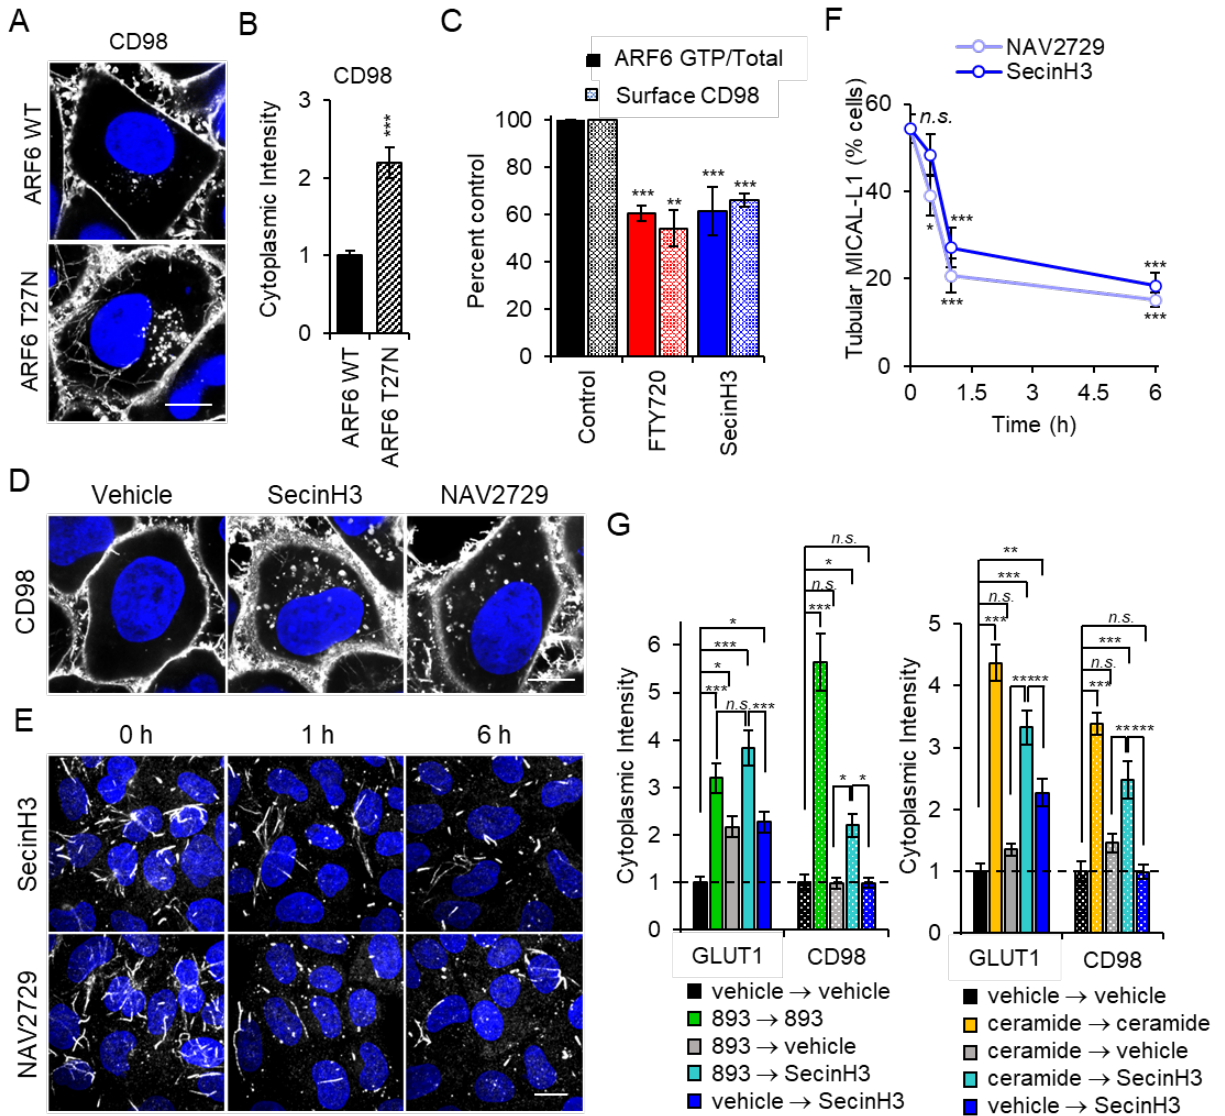 A
CD98
ARF6 WT
ARF6 T27N
B
CD98
Cytoplasmic Intensity
3
2
1
0
***
ARF6 WT
ARF6 T27N
C
ARF6 GTP/Total
Surface CD98
Percent control
100
80
60
40
20
0
***
**
***
***
Control
FTY720
SecinH3
F
NAV2729
SecinH3
Tubular MICAL-L1 (% cells)
60
40
20
0
n.s.
*
***
***
***
***
0
1.5
3
4.5
6
Time (h)
D
Vehicle
SecinH3
NAV2729
CD98
E
0 h
1 h
6 h
SecinH3
NAV2729
G
Cytoplasmic Intensity
6
5
4
3
2
1
0
*
***
*
***
n.s.
***
n.s.
*
n.s.
***
*
*
GLUT1
CD98
vehicle → vehicle
893 → 893
893 → vehicle
893 → SecinH3
vehicle → SecinH3
Cytoplasmic Intensity
5
4
3
2
1
0
**
***
n.s.
***
*****
n.s.
***
n.s.
***
*****
GLUT1
CD98
vehicle → vehicle
ceramide → ceramide
ceramide → vehicle
ceramide → SecinH3
vehicle → SecinH3